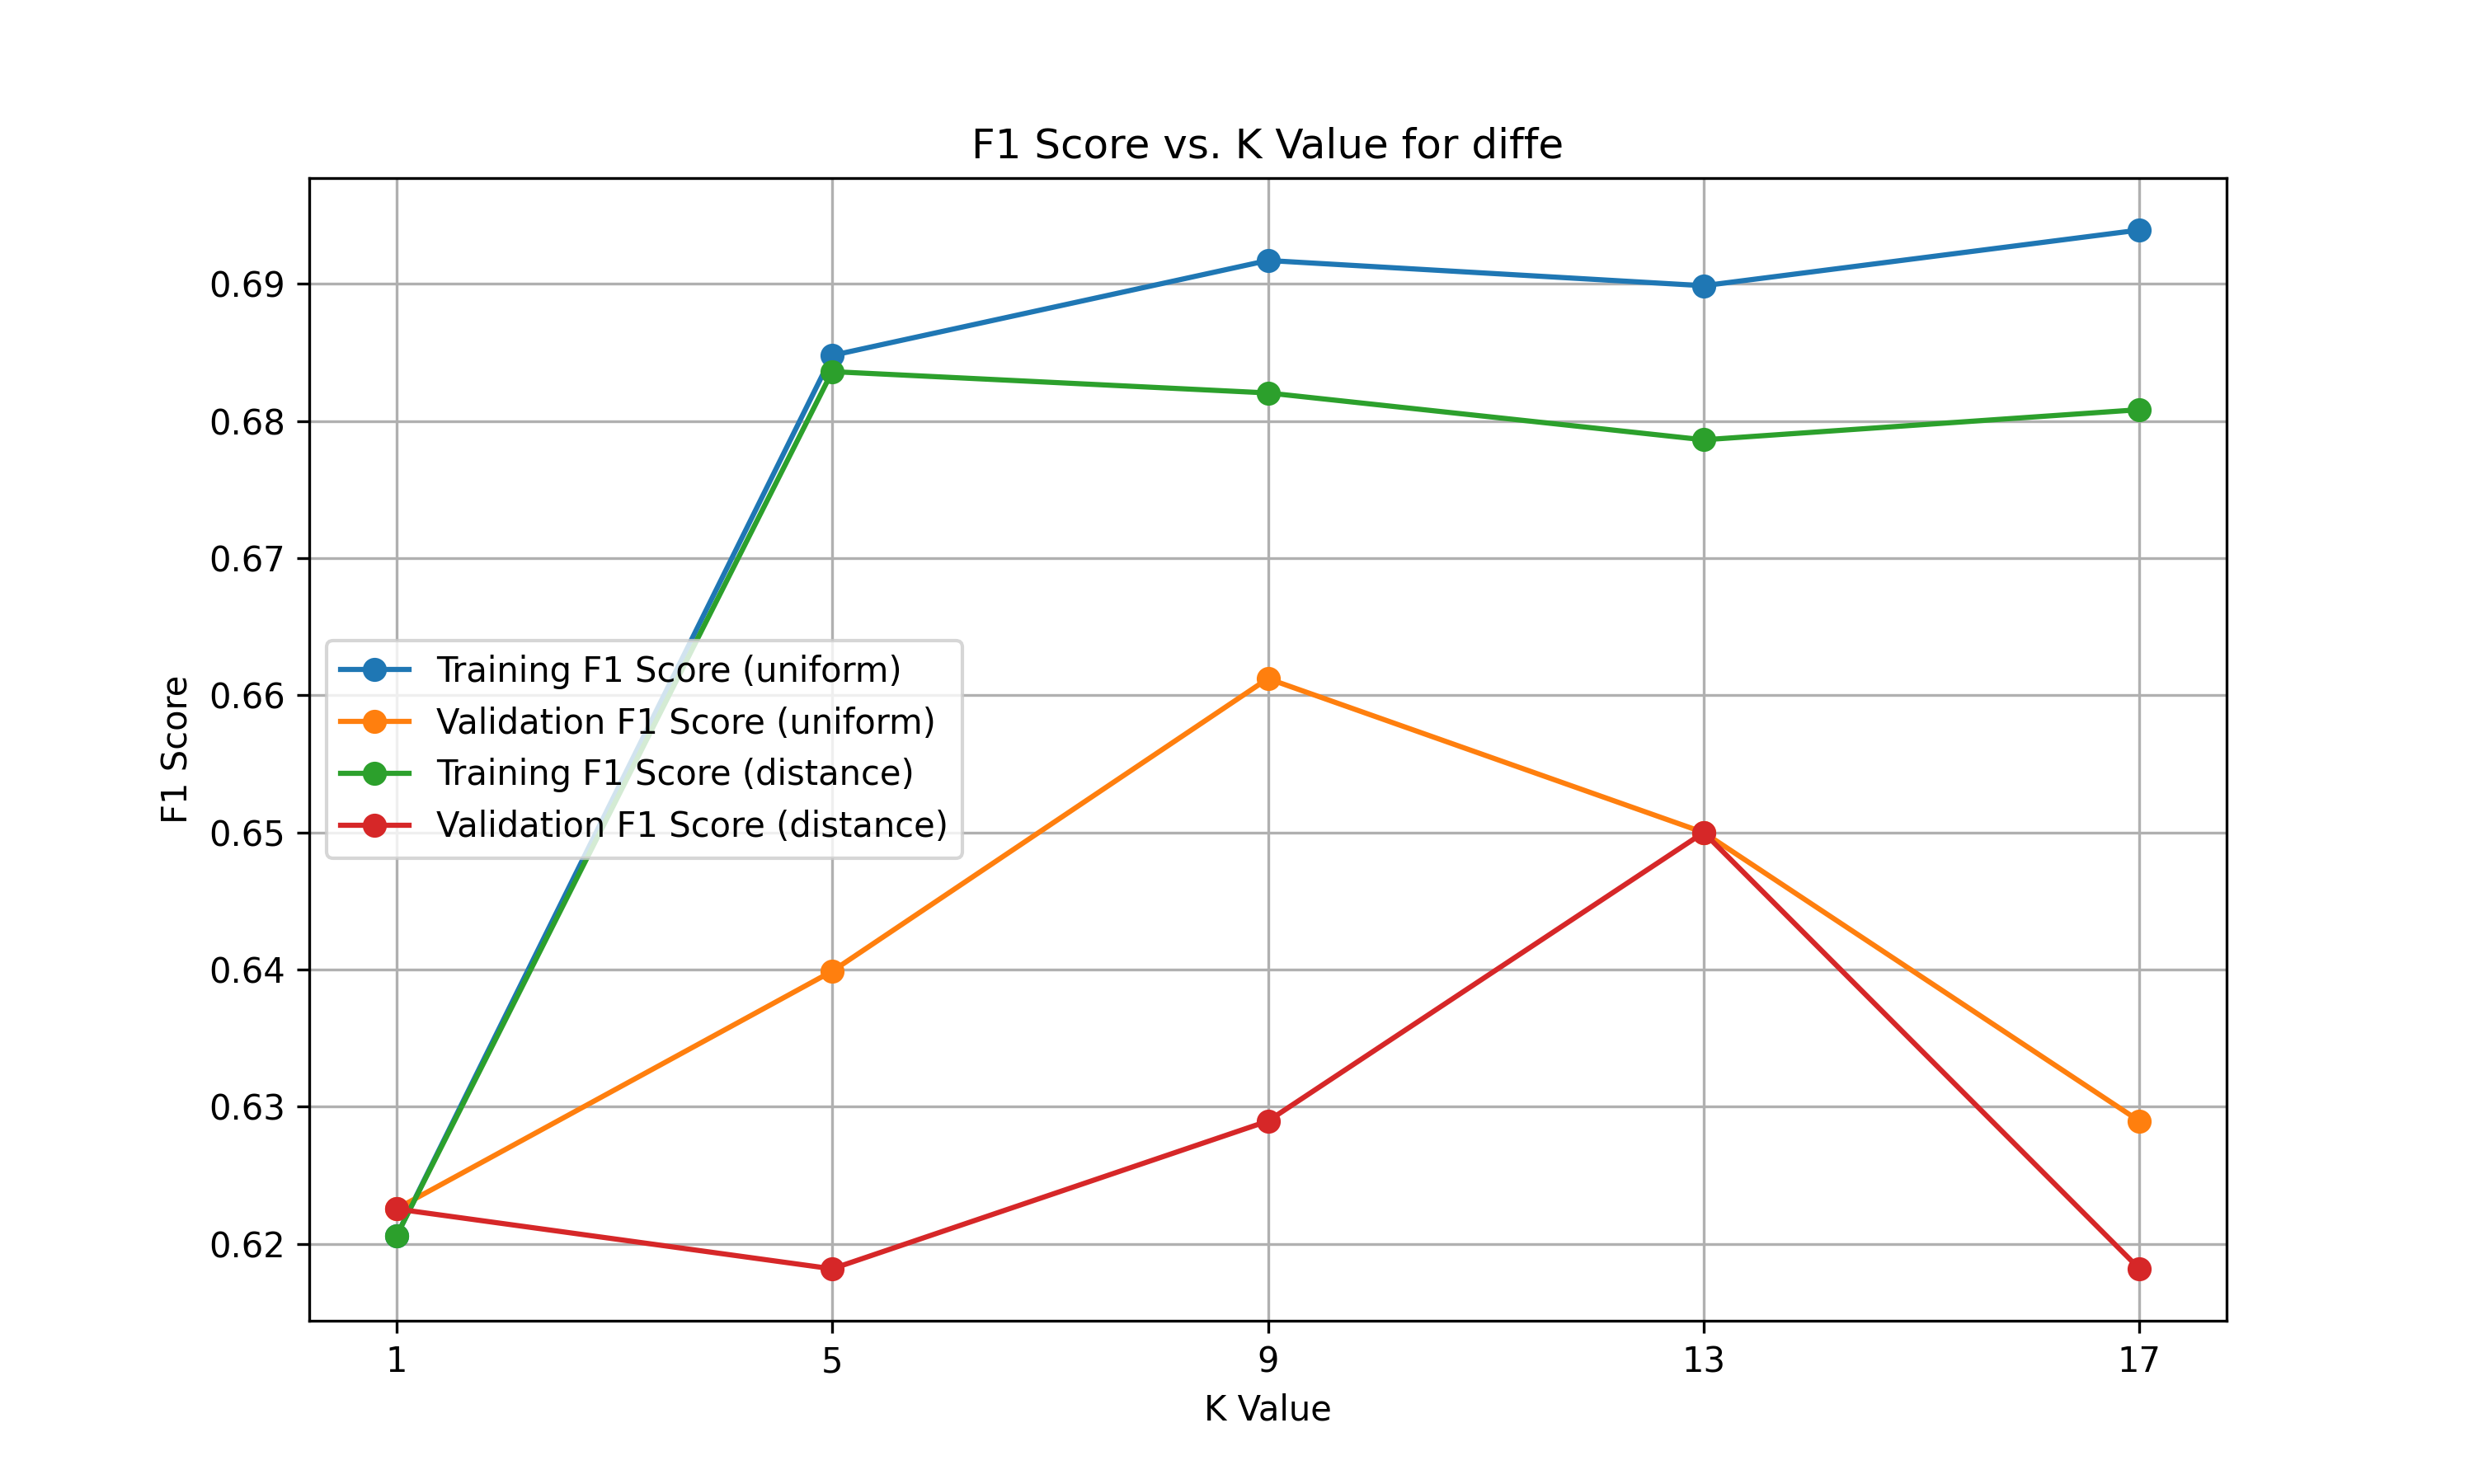 F1 Score vs. K Value for diffe
F1 Score
0.69
0.68
0.67
0.66
0.65
0.64
0.63
0.62
Training F1 Score (uniform)
Validation F1 Score (uniform)
Training F1 Score (distance)
Validation F1 Score (distance)
1 5 9 13 17
K Value